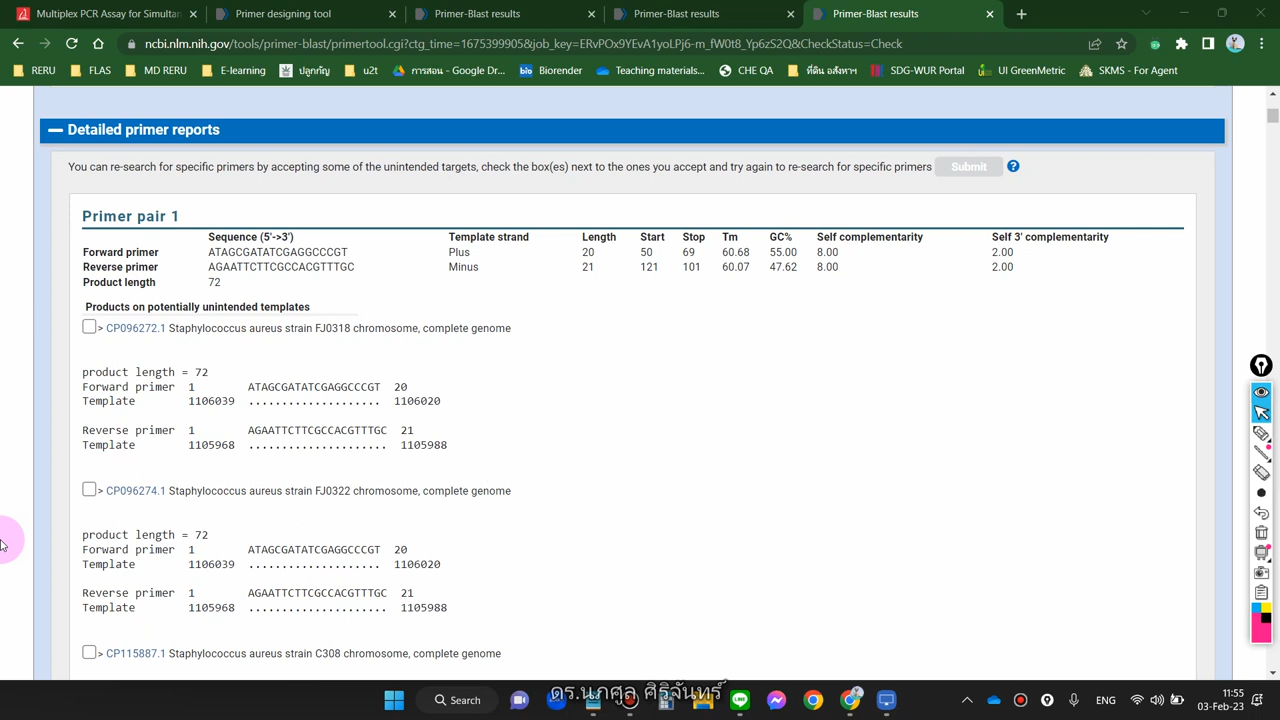 Multiplex PCR Assay for Simultan
Primer designing tool
Primer-Blast results
Primer-Blast results
Primer-Blast results
ncbi.nlm.nih.gov/tools/primer-blast/primertool.cgi?ctg_time=1675399905&job_key=ERvPOx9YEvA1yoLPj6-m_fW0t8_Yp6zS2Q&CheckStatus=Check
RERU
FLAS
MD RERU
E-learning
ปลูกกัญ
u2t
การสอน - Google Dr...
bio Biorender
Teaching materials...
CHE QA
ที่ดิน อสังหาฯ
SDG-WUR Portal
UI GreenMetric
SKMS - For Agent
Detailed primer reports
You can re-search for specific primers by accepting some of the unintended targets, check the box(es) next to the ones you accept and try again to re-search for specific primers Submit ?
Primer pair 1
Sequence (5'->3') Template strand Length Start Stop Tm GC% Self complementarity Self 3' complementarity
Forward primer ATAGCGATATCGAGGCCCGT Plus 20 50 69 60.68 55.00 8.00 2.00
Reverse primer AGAATTCTTCGCCACGTTTGC Minus 21 121 101 60.07 47.62 8.00 2.00
Product length 72
Products on potentially unintended templates
> CP096272.1 Staphylococcus aureus strain FJ0318 chromosome, complete genome
product length = 72
Forward primer 1 ATAGCGATATCGAGGCCCGT 20
Template 1106039 .................... 1106020
Reverse primer 1 AGAATTCTTCGCCACGTTTGC 21
Template 1105968 ..................... 1105988
> CP096274.1 Staphylococcus aureus strain FJ0322 chromosome, complete genome
product length = 72
Forward primer 1 ATAGCGATATCGAGGCCCGT 20
Template 1106039 .................... 1106020
Reverse primer 1 AGAATTCTTCGCCACGTTTGC 21
Template 1105968 ..................... 1105988
> CP115887.1 Staphylococcus aureus strain C308 chromosome, complete genome
Search
ดร.นภศูล ศิริจันทร์
ENG
11:55
03-Feb-23